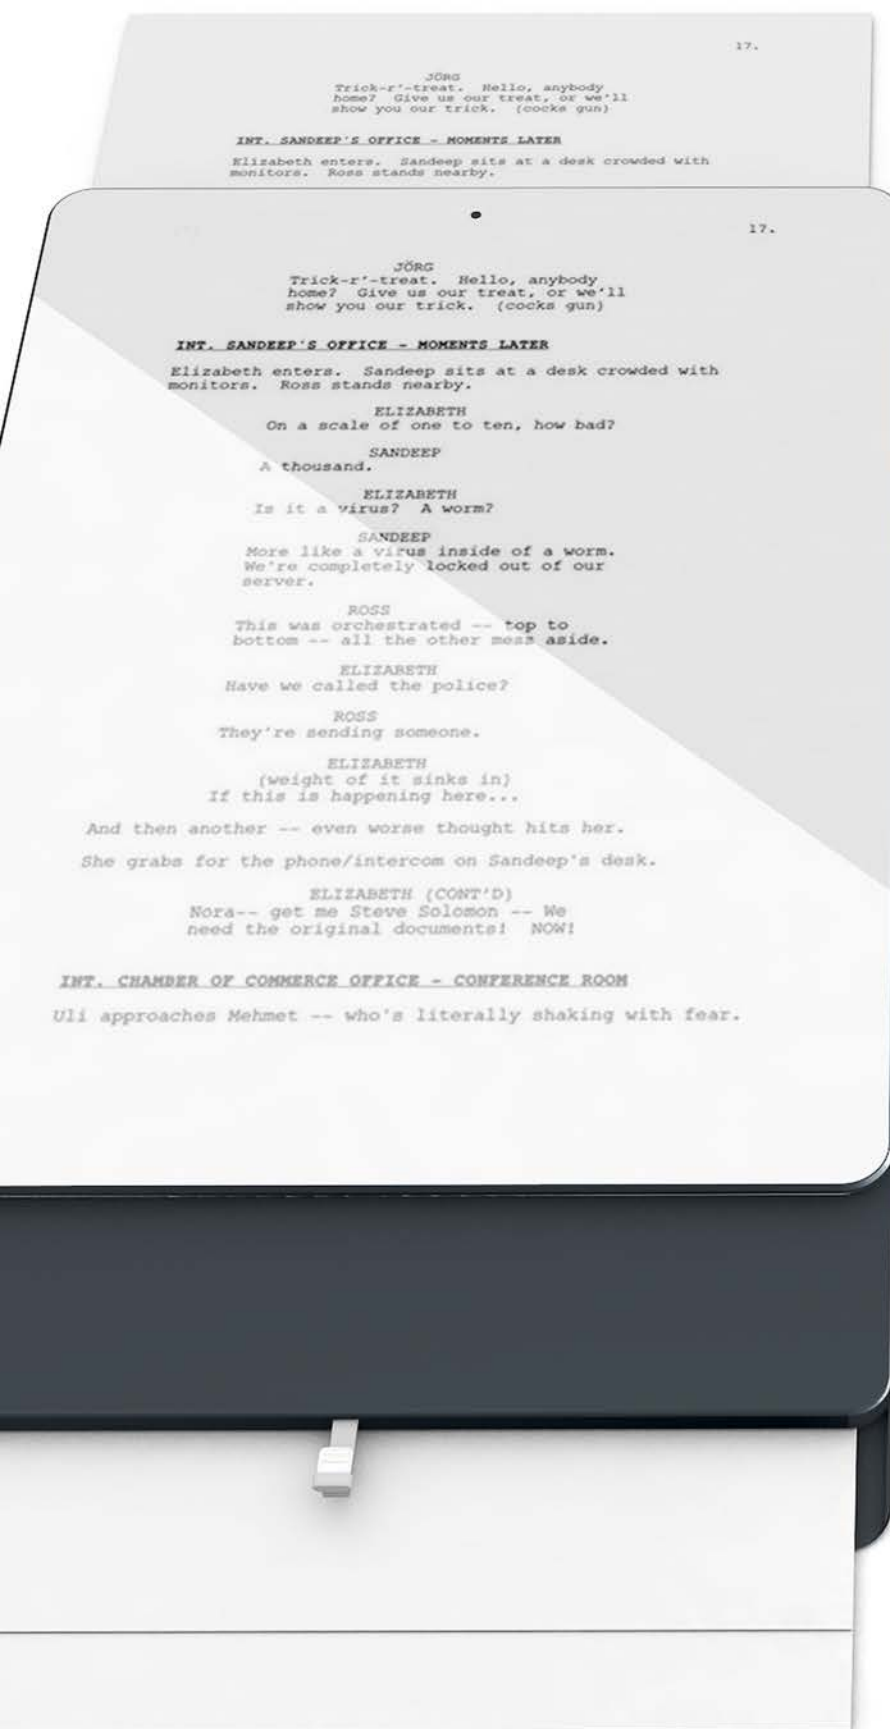 17.
JÖRG
Trick-r'-treat.  Hello, anybody
home?  Give us our treat, or we'll
show you our trick.  (cocks gun)
INT. SANDEEP'S OFFICE - MOMENTS LATER
Elizabeth enters.  Sandeep sits at a desk crowded with
monitors.  Ross stands nearby.
17.
JÖRG
Trick-r'-treat.  Hello, anybody
home?  Give us our treat, or we'll
show you our trick.  (cocks gun)
INT. SANDEEP'S OFFICE - MOMENTS LATER
Elizabeth enters.  Sandeep sits at a desk crowded with
monitors.  Ross stands nearby.
ELIZABETH
On a scale of one to ten, how bad?
SANDEEP
A thousand.
ELIZABETH
Is it a virus?  A worm?
SANDEEP
More like a virus inside of a worm.
We're completely locked out of our
server.
ROSS
This was orchestrated -- top to
bottom -- all the other mess aside.
ELIZABETH
Have we called the police?
ROSS
They're sending someone.
ELIZABETH
(weight of it sinks in)
If this is happening here...
And then another -- even worse thought hits her.
She grabs for the phone/intercom on Sandeep's desk.
ELIZABETH (CONT'D)
Nora-- get me Steve Solomon -- We
need the original documents!  NOW!
INT. CHAMBER OF COMMERCE OFFICE - CONFERENCE ROOM
Uli approaches Mehmet -- who's literally shaking with fear.